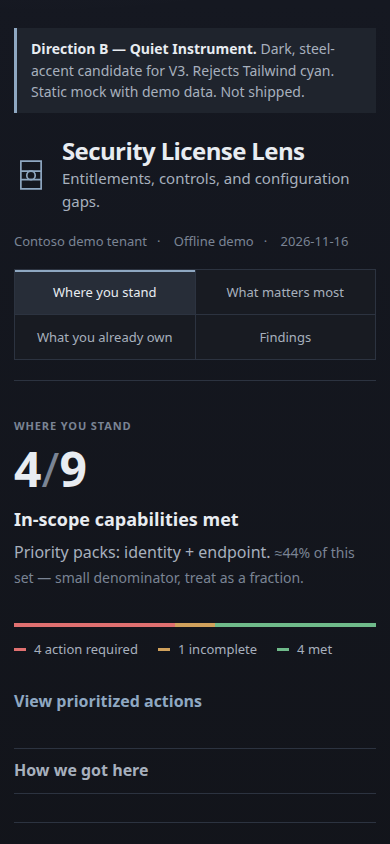 Direction B — Quiet Instrument. Dark, steel-
accent candidate for V3. Rejects Tailwind cyan.
Static mock with demo data. Not shipped.
Security License Lens
Entitlements, controls, and configuration
gaps.
Contoso demo tenant · Offline demo · 2026-11-16
Where you stand
What matters most
What you already own
Findings
WHERE YOU STAND
4/9
In-scope capabilities met
Priority packs: identity + endpoint. ≈44% of this
set — small denominator, treat as a fraction.
4 action required
1 incomplete
4 met
View prioritized actions
How we got here